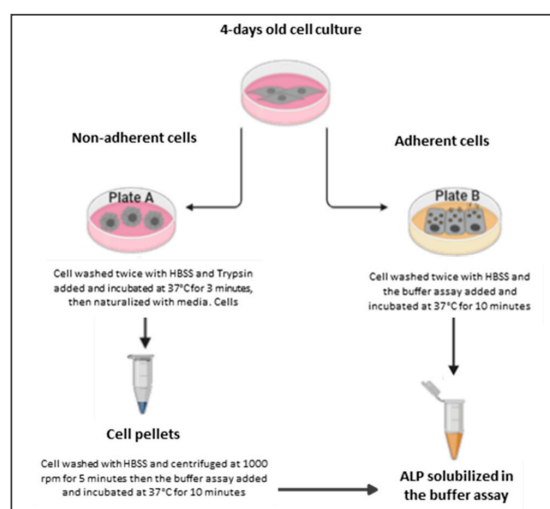 4-days old cell culture
Non-adherent cells
Adherent cells
Plate A
Plate B
Cell washed twice with HBSS and Trypsin
added and incubated at 37°C for 3 minutes,
then naturalized with media. Cells
Cell washed twice with HBSS and
the buffer assay added and
incubated at 37°C for 10 minutes
Cell pellets
Cell washed with HBSS and centrifuged at 1000
rpm for 5 minutes then the buffer assay added
and incubated at 37°C for 10 minutes
ALP solubilized in
the buffer assay